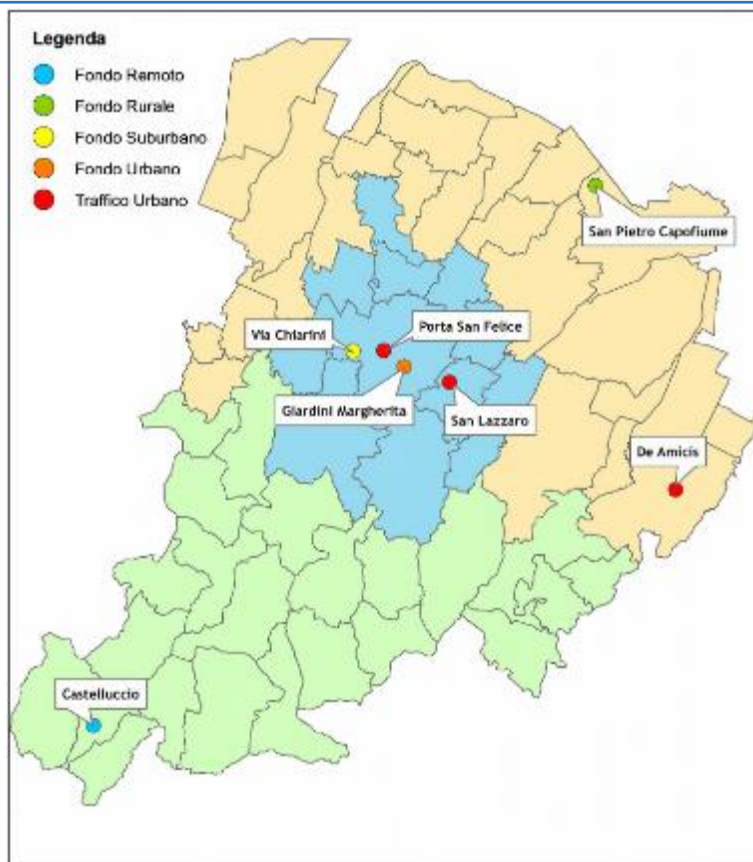 Legenda
Fondo Remoto
Fondo Rurale
Fondo Suburbano
Fondo Urbano
Traffico Urbano
San Pietro Capofiume
Via Chiarini
Porta San Felice
Giardini Margherita
San Lazzaro
De Amicis
Castelluccio